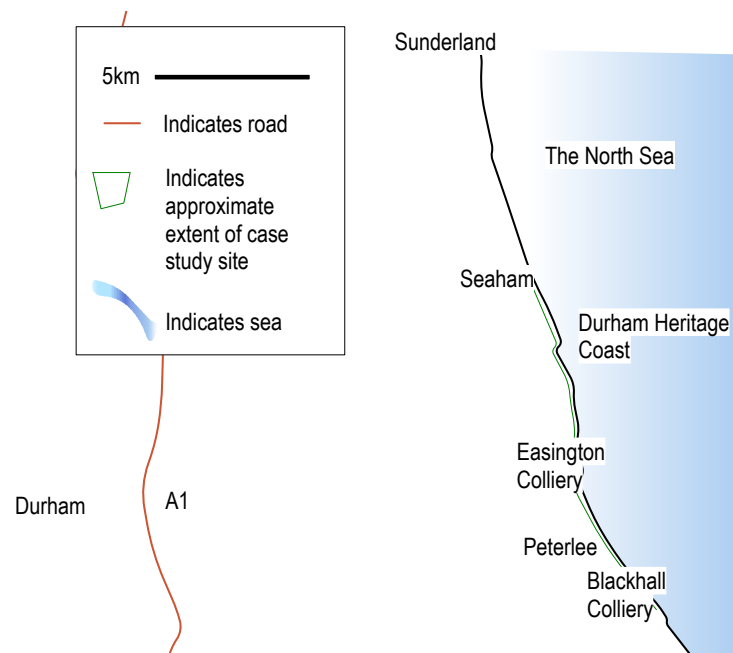 5km
Indicates road
Indicates
approximate
extent of case
study site
Indicates sea
Sunderland
The North Sea
Seaham
Durham Heritage
Coast
Easington
Colliery
Durham
A1
Peterlee
Blackhall
Colliery